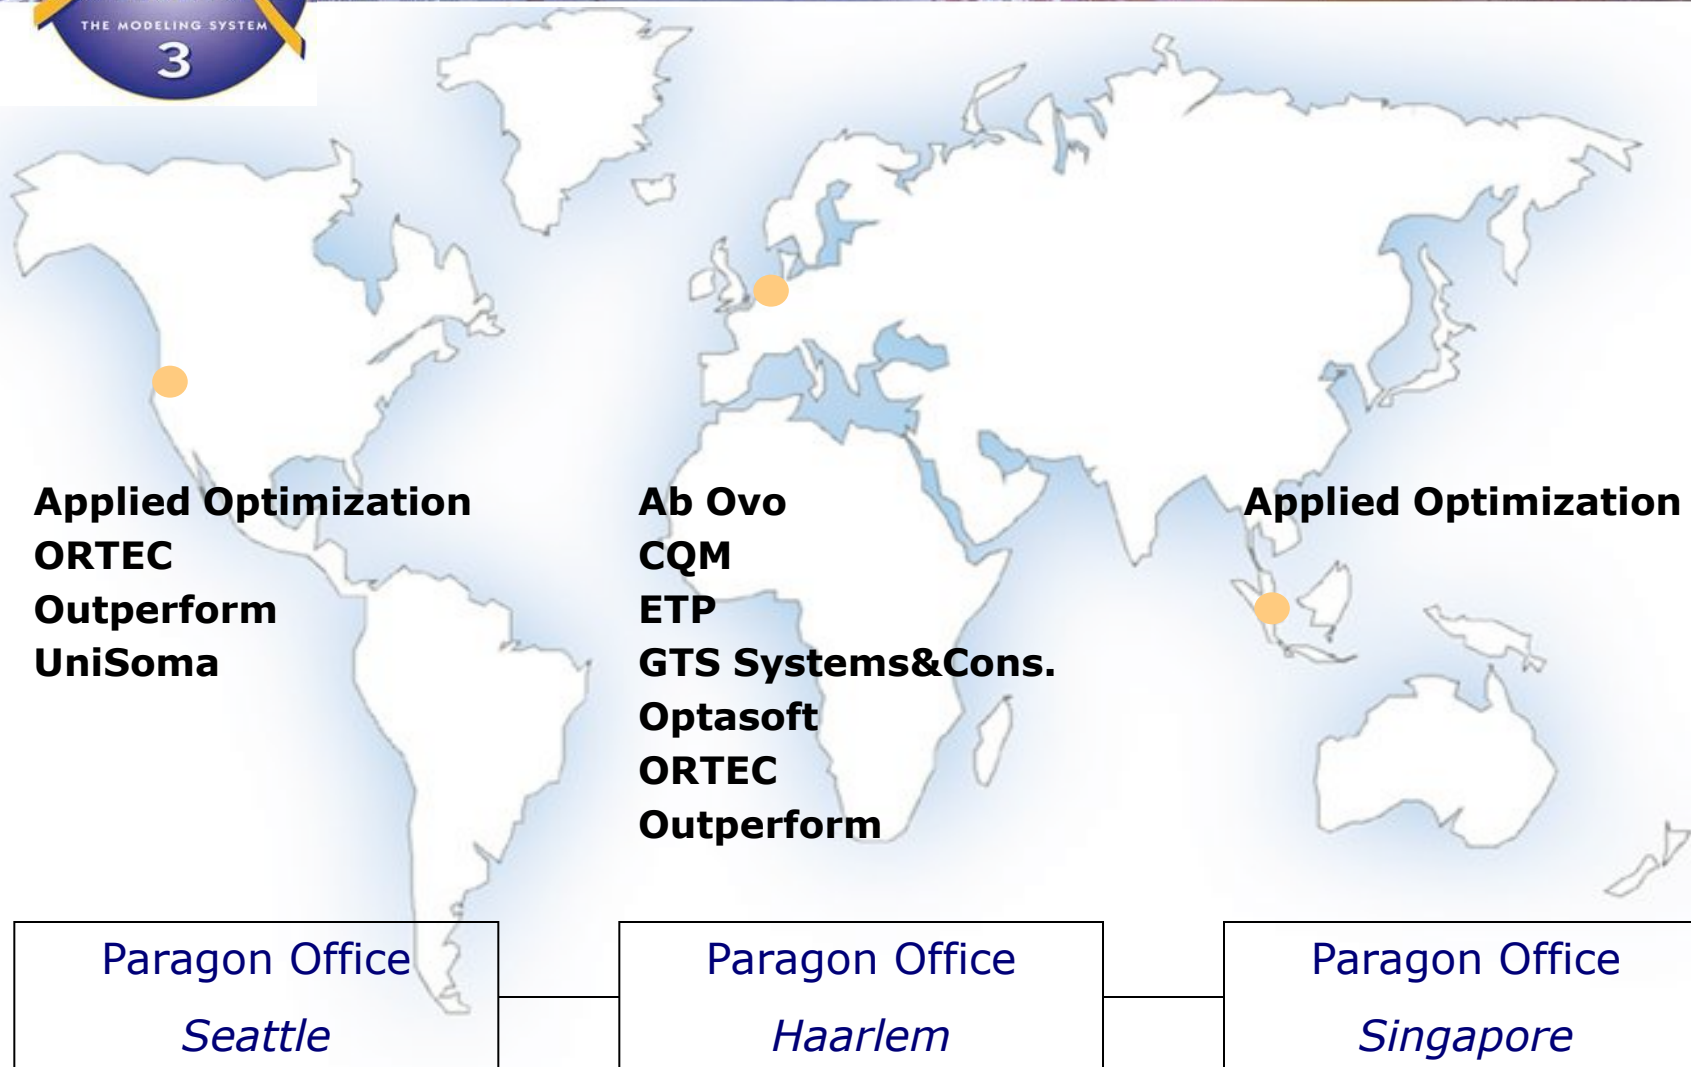 THE MODELING SYSTEM
3
Applied Optimization
ORTEC
Outperform
UniSoma
Ab Ovo
CQM
ETP
GTS Systems&Cons.
Optasoft
ORTEC
Outperform
Applied Optimization
Paragon Office
Seattle
Paragon Office
Haarlem
Paragon Office
Singapore